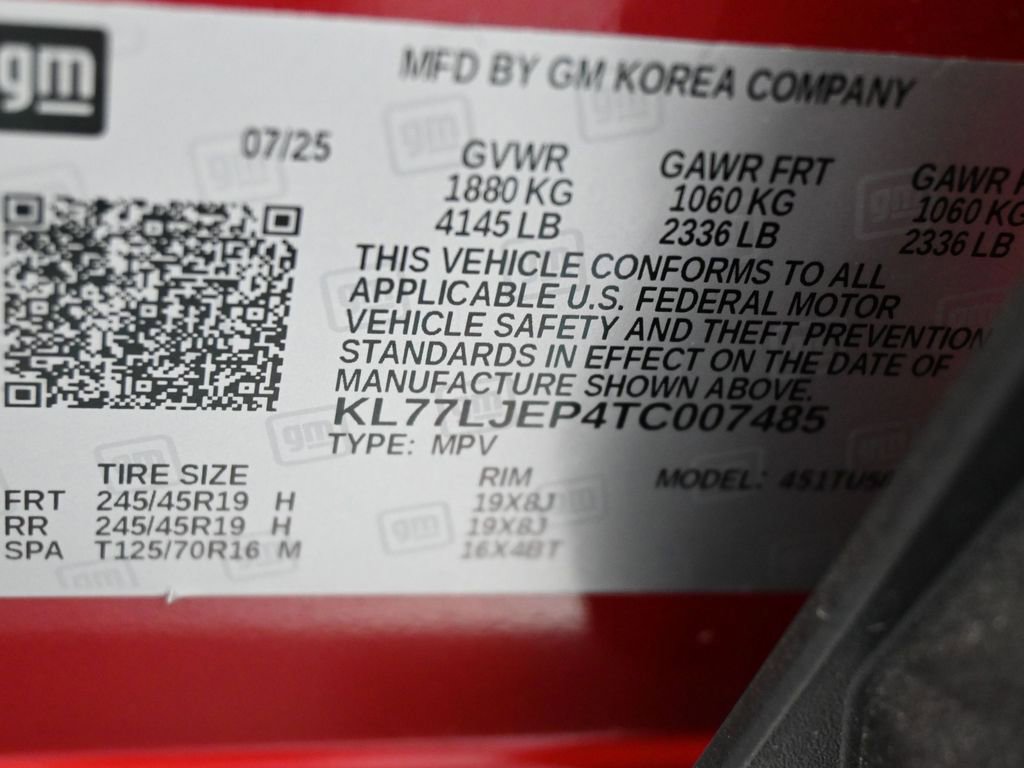 gm
MFD BY GM KOREA COMPANY
07/25
GVWR GAWR FRT GAWR
1880 KG 1060 KG 1060 KG
4145 LB 2336 LB 2336 LB
THIS VEHICLE CONFORMS TO ALL
APPLICABLE U.S. FEDERAL MOTOR
VEHICLE SAFETY AND THEFT PREVENTION
STANDARDS IN EFFECT ON THE DATE OF
MANUFACTURE SHOWN ABOVE.
KL77LJEP4TC007485
TYPE: MPV
TIRE SIZE RIM MODEL:
FRT 245/45R19 H 19X8J
RR 245/45R19 H 19X8J
SPA T125/70R16 M 16X4BT